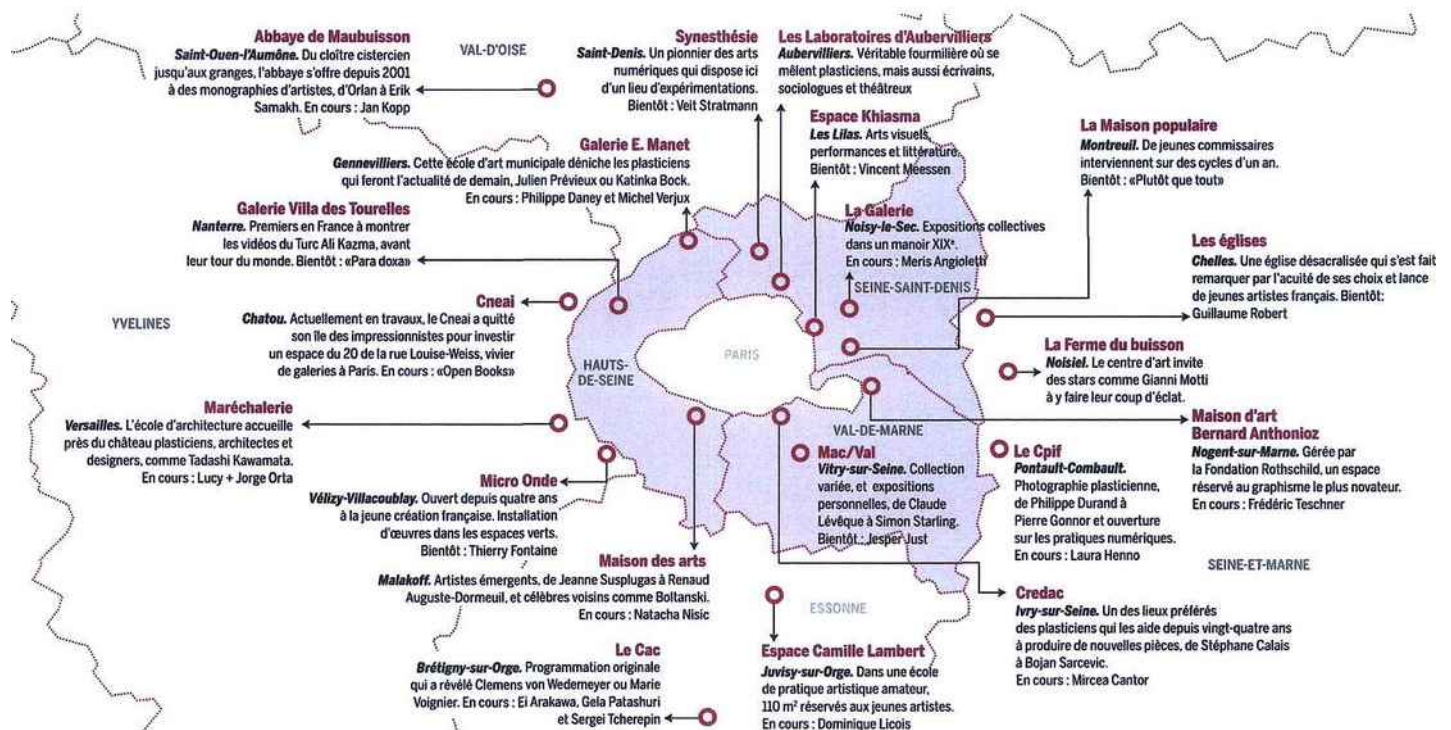 Abbaye de Maubuisson
Saint-Ouen-l'Aumône. Du cloître cistercien
jusqu'aux granges, l'abbaye s'offre depuis 2001
à des monographies d'artistes, d'Orlan à Erik
Samakh. En cours : Jan Kopp
VAL-D'OISE
Synesthésie
Saint-Denis. Un pionnier des arts
numériques qui dispose ici
d'un lieu d'expérimentations.
Bientôt : Veit Stratmann
Les Laboratoires d'Aubervilliers
Aubervilliers. Véritable fourmilière où se
mêlent plasticiens, mais aussi écrivains,
sociologues et théâtreux
Espace Khiasma
Les Lilas. Arts visuels,
performances et littérature.
Bientôt : Vincent Meessen
La Maison populaire
Montreuil. De jeunes commissaires
interviennent sur des cycles d'un an.
Bientôt : «Plutôt que tout»
Galerie E. Manet
Gennevilliers. Cette école d'art municipale déniche les plasticiens
qui feront l'actualité de demain, Julien Prévieux ou Katinka Bock.
En cours : Philippe Daney et Michel Verjux
Galerie Villa des Tourelles
Nanterre. Premiers en France à montrer
les vidéos du Turc Ali Kazma, avant
leur tour du monde. Bientôt : «Para doxa»
La Galerie
Noisy-le-Sec. Expositions collectives
dans un manoir XIXe.
En cours : Meris Angioletti
SEINE-SAINT-DENIS
Les églises
Chelles. Une église désacralisée qui s'est fait
remarquer par l'acuité de ses choix et lance
de jeunes artistes français. Bientôt:
Guillaume Robert
Cneai
Chatou. Actuellement en travaux, le Cneai a quitté
son île des impressionnistes pour investir
un espace du 20 de la rue Louise-Weiss, vivier
de galeries à Paris. En cours : «Open Books»
YVELINES
HAUTS-
DE-SEINE
PARIS
La Ferme du buisson
Noisiel. Le centre d'art invite
des stars comme Gianni Motti
à y faire leur coup d'éclat.
Maréchalerie
Versailles. L'école d'architecture accueille
près du château plasticiens, architectes et
designers, comme Tadashi Kawamata.
En cours : Lucy + Jorge Orta
VAL-DE-MARNE
Maison d'art
Bernard Anthonioz
Nogent-sur-Marne. Gérée par
la Fondation Rothschild, un espace
réservé au graphisme le plus novateur.
En cours : Frédéric Teschner
Micro Onde
Vélizy-Villacoublay. Ouvert depuis quatre ans
à la jeune création française. Installation
d'œuvres dans les espaces verts.
Bientôt : Thierry Fontaine
Mac/Val
Vitry-sur-Seine. Collection
variée, et expositions
personnelles, de Claude
Lévêque à Simon Starling.
Bientôt : Jesper Just
Le Cpif
Pontault-Combault.
Photographie plasticienne,
de Philippe Durand à
Pierre Gonnor et ouverture
sur les pratiques numériques.
En cours : Laura Henno
SEINE-ET-MARNE
Maison des arts
Malakoff. Artistes émergents, de Jeanne Susplugas à Renaud
Auguste-Dormeuil, et célèbres voisins comme Boltanski.
En cours : Natacha Nisic
ESSONNE
Credac
Ivry-sur-Seine. Un des lieux préférés
des plasticiens qui les aide depuis vingt-quatre ans
à produire de nouvelles pièces, de Stéphane Calais
à Bojan Sarcevic.
En cours : Mircea Cantor
Le Cac
Brétigny-sur-Orge. Programmation originale
qui a révélé Clemens von Wedemeyer ou Marie
Voignier. En cours : Ei Arakawa, Gela Patashuri
et Sergei Tcherepin
Espace Camille Lambert
Juvisy-sur-Orge. Dans une école
de pratique artistique amateur,
110 m² réservés aux jeunes artistes.
En cours : Dominique Licois